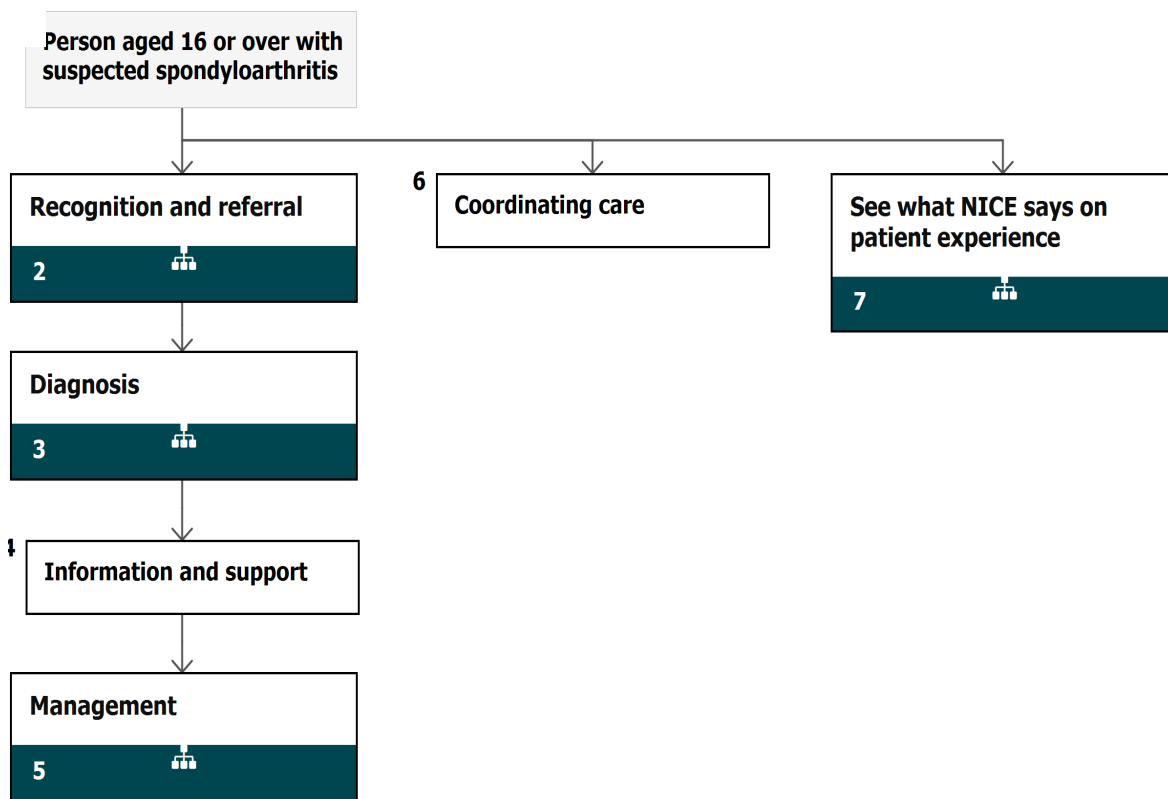 Person aged 16 or over with
suspected spondyloarthritis
Recognition and referral
2
6
Coordinating care
See what NICE says on
patient experience
7
Diagnosis
3
4
Information and support
Management
5